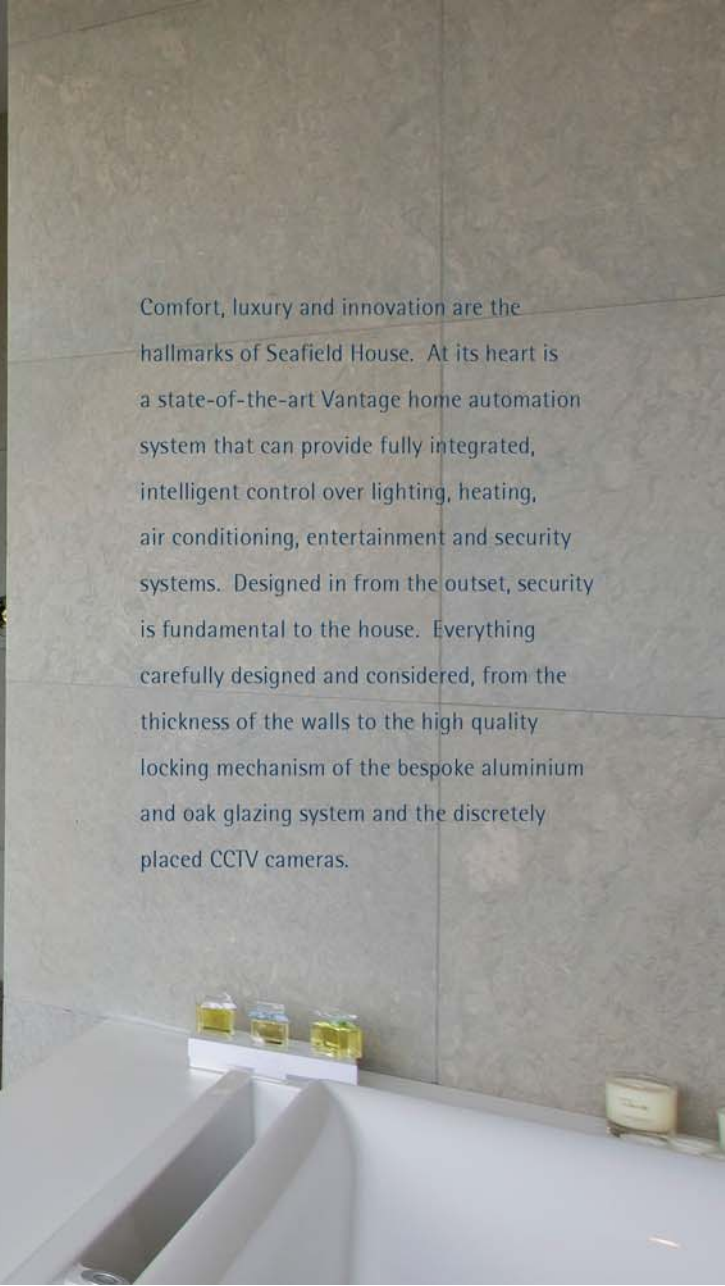 Comfort, luxury and innovation are the
hallmarks of Seafield House.  At its heart is
a state-of-the-art Vantage home automation
system that can provide fully integrated,
intelligent control over lighting, heating,
air conditioning, entertainment and security
systems.  Designed in from the outset, security
is fundamental to the house.  Everything
carefully designed and considered, from the
thickness of the walls to the high quality
locking mechanism of the bespoke aluminium
and oak glazing system and the discretely
placed CCTV cameras.